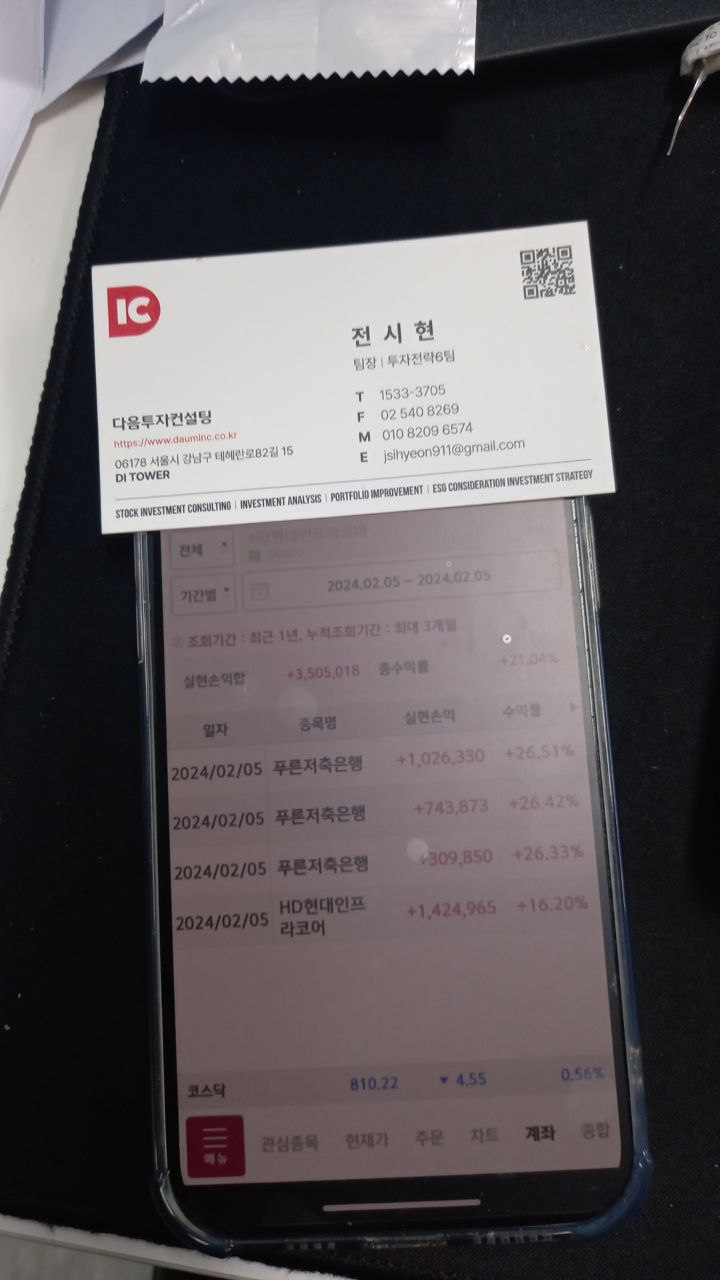 IC
전 시 현
팀장 | 투자전략6팀
T 1533-3705
F 02 540 8269
M 010 8209 6574
E jsihyeon911@gmail.com
다음투자컨설팅
https://www.dauminc.co.kr
06178 서울시 강남구 테헤란로82길 15
DI TOWER
STOCK INVESTMENT CONSULTING | INVESTMENT ANALYSIS | PORTFOLIO IMPROVEMENT | ESG CONSIDERATION INVESTMENT STRATEGY
전체 HD현대인프라코어
기간별 2024.02.05 ~ 2024.02.05
조회기간 : 최근 1년, 누적조회기간 : 최대 3개월
실현손익합 +3,505,018 총수익률 +21.04%
일자 종목명 실현손익 수익률
2024/02/05 푸른저축은행 +1,026,330 +26.51%
2024/02/05 푸른저축은행 +743,873 +26.42%
2024/02/05 푸른저축은행 +309,850 +26.33%
2024/02/05 HD현대인프 +1,424,965 +16.20%
라코어
코스닥 810.22 ▼ 4.55 0.56%
메뉴 관심종목 현재가 주문 차트 계좌 종합